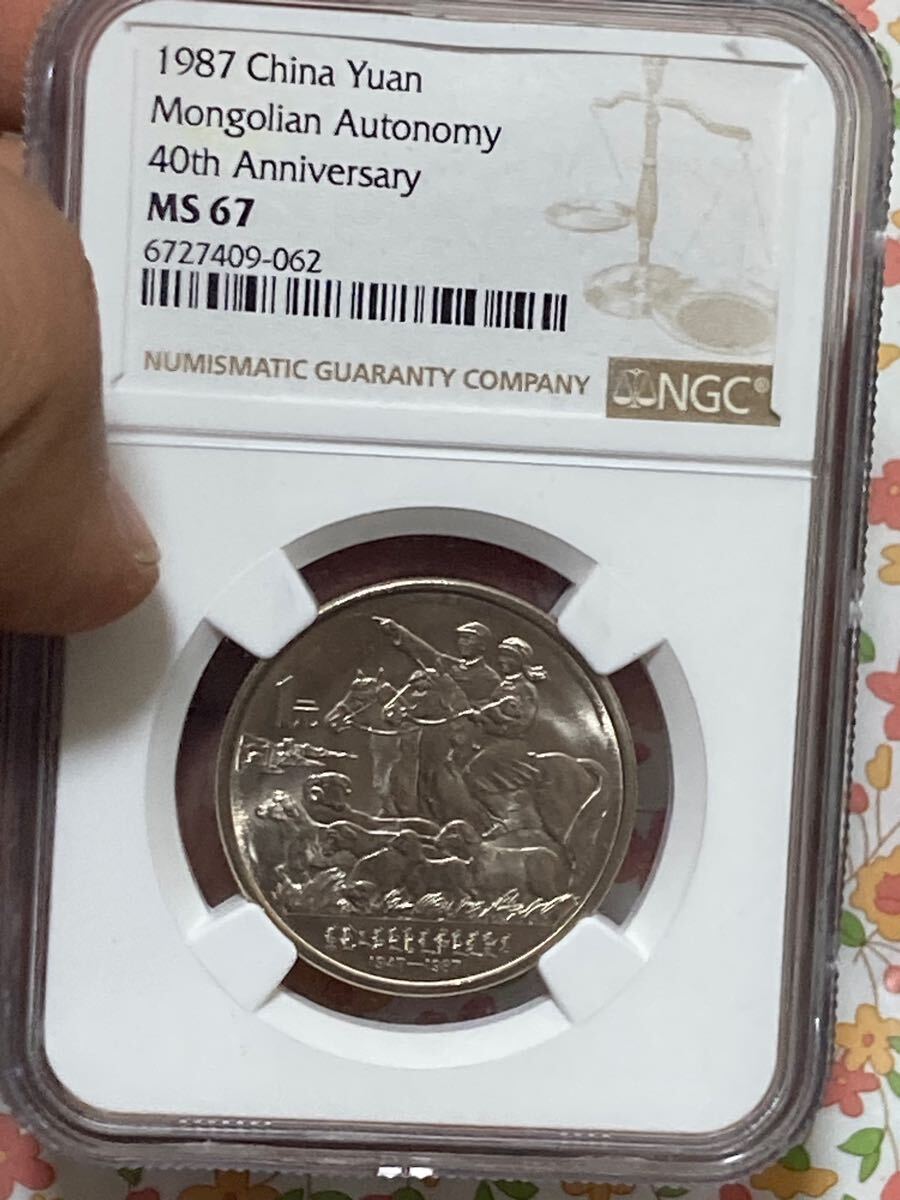 1987 China Yuan
Mongolian Autonomy
40th Anniversary
MS 67
6727409-062
NUMISMATIC GUARANTY COMPANY
NGC®
1947—1987